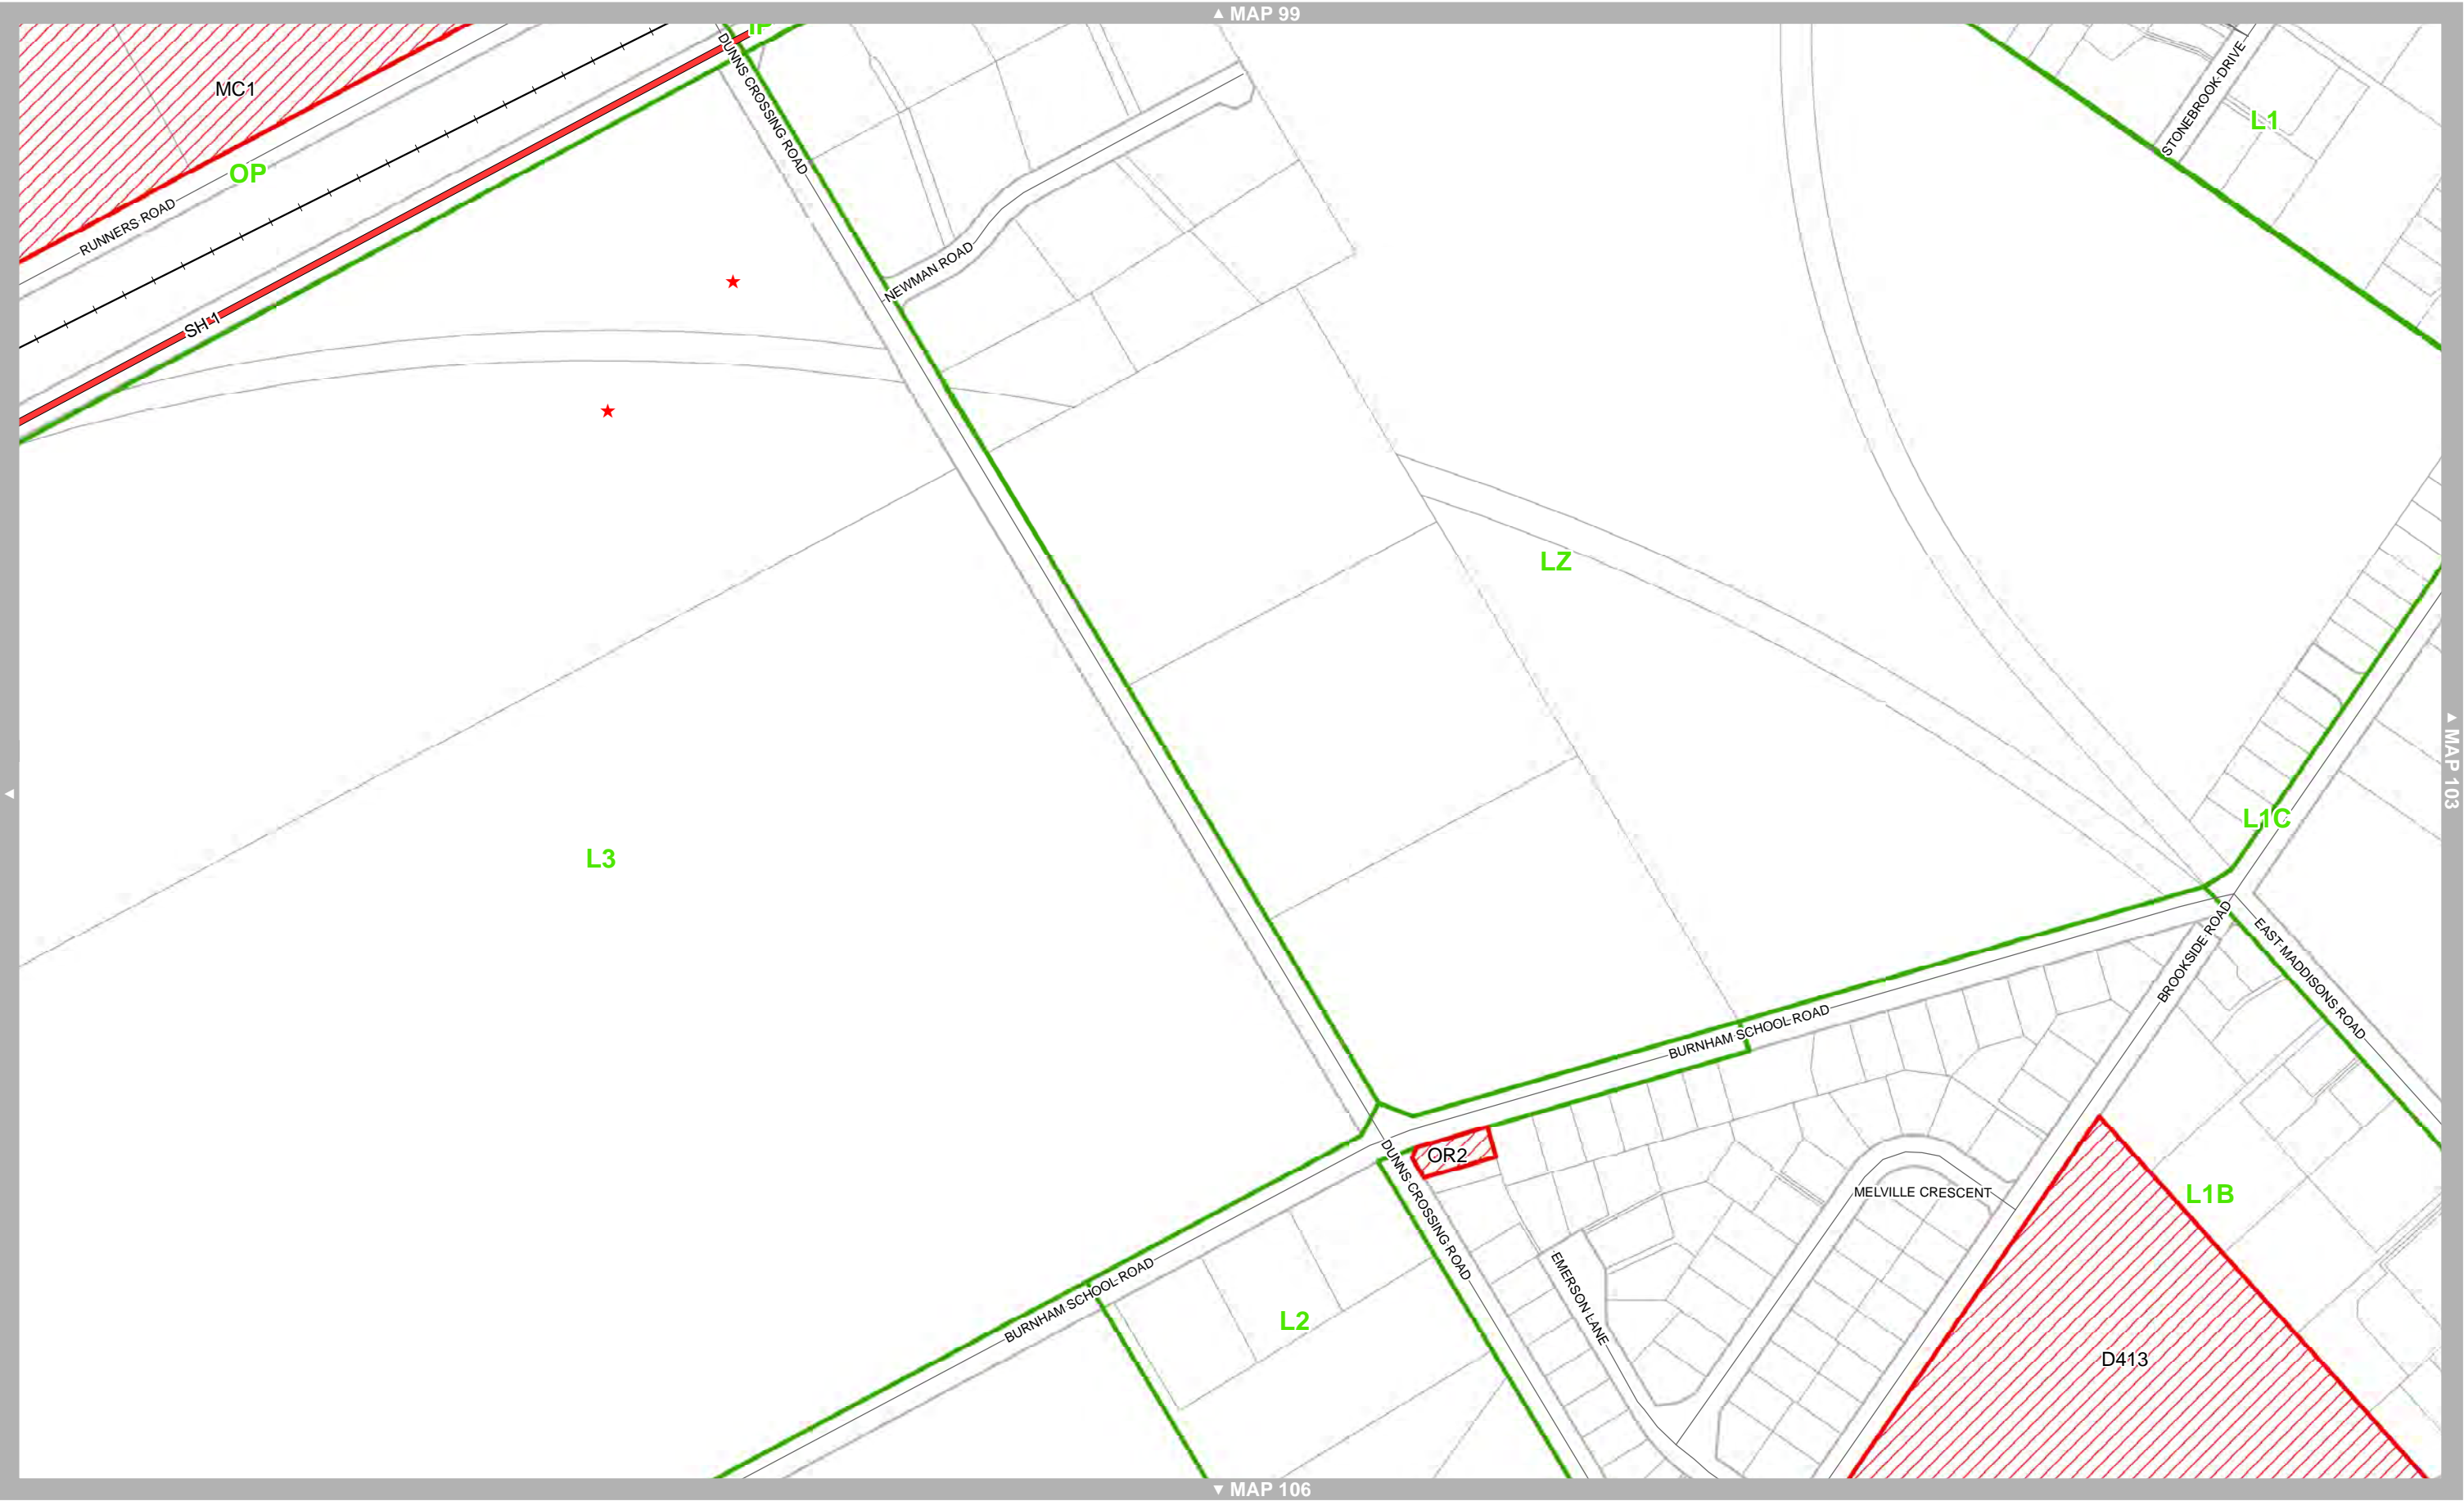 ▲ MAP 99
IP
DUNNS CROSSING ROAD
STONEBROOK DRIVE
MC1
L1
OP
RUNNERS ROAD
NEWMAN ROAD
SH 1
LZ
MAP 103
L1C
L3
BROOKSIDE ROAD
EAST MADDISONS ROAD
BURNHAM SCHOOL ROAD
OR2
DUNNS CROSSING ROAD
MELVILLE CRESCENT
L1B
EMERSON LANE
BURNHAM SCHOOL ROAD
L2
D413
▼ MAP 106